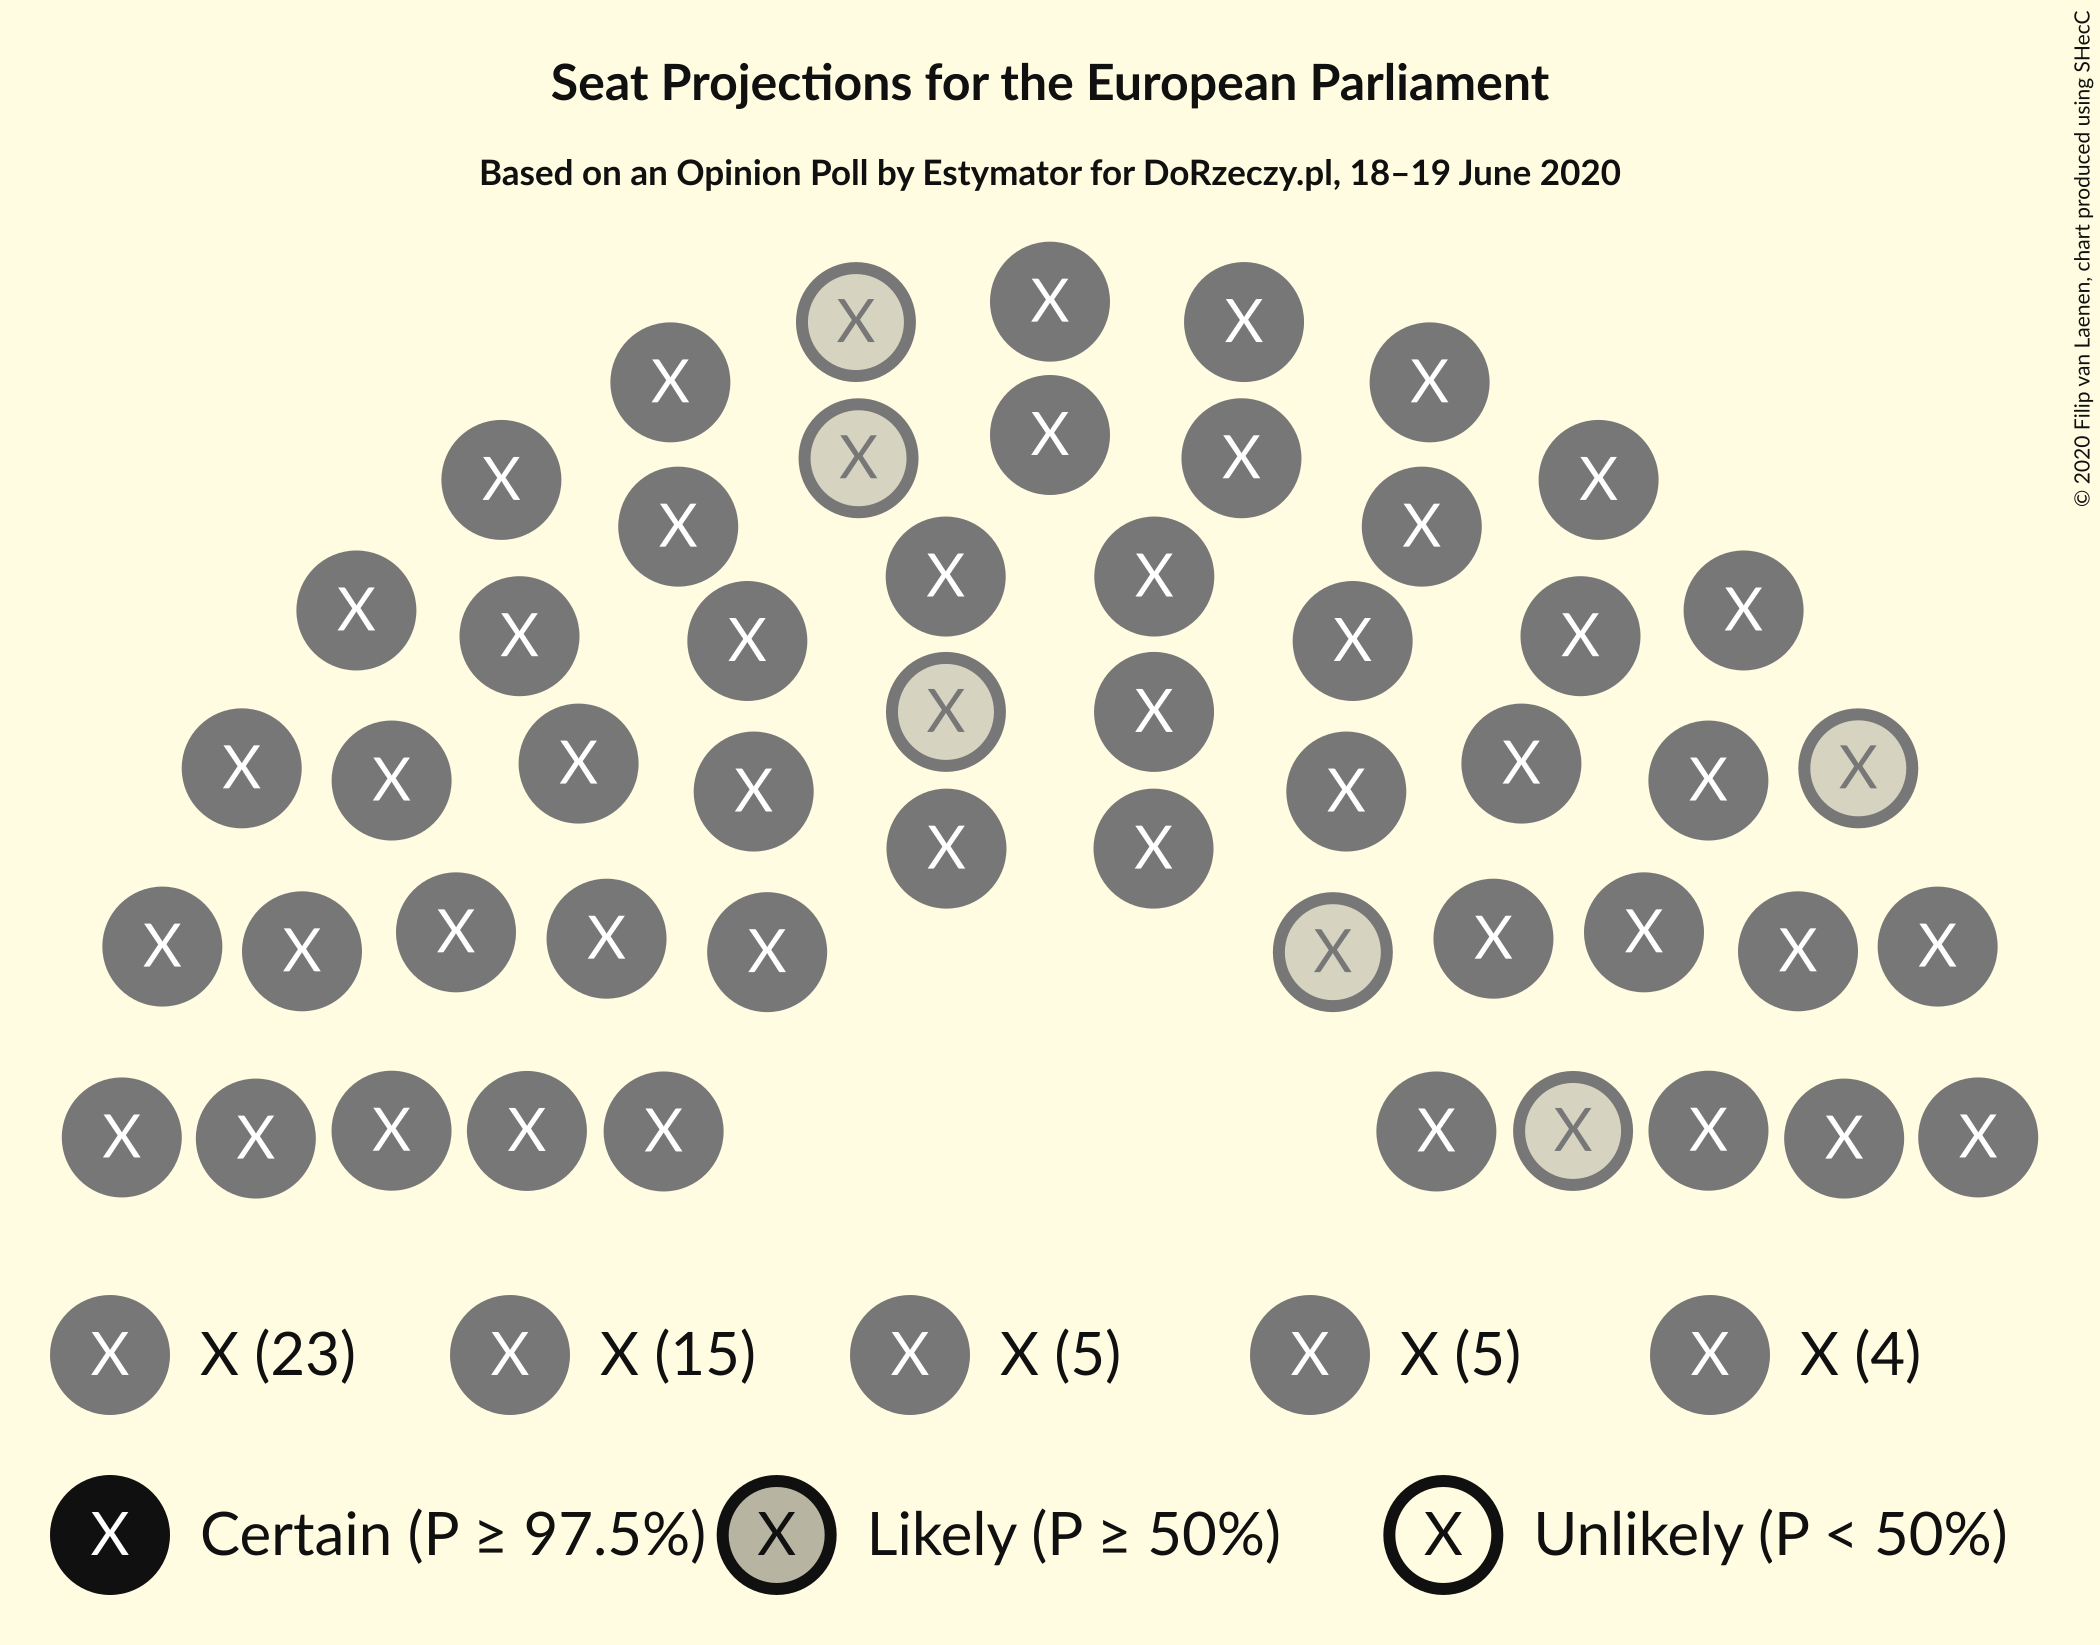 Seat Projections for the European Parliament
Based on an Opinion Poll by Estymator for DoRzeczy.pl, 18–19 June 2020
© 2020 Filip van Laenen, chart produced using SHecC
X X X
X X
X X X
X X
X X
X X
X X X X
X X
X X
X X
X X
X X
X X
X X
X X
X X
X X
X X
X X
X X
X X
X X X X X X X X X X
X X (23) X X (15) X X (5) X X (5) X X (4)
X Certain (P ≥ 97.5%) X Likely (P ≥ 50%) X Unlikely (P < 50%)